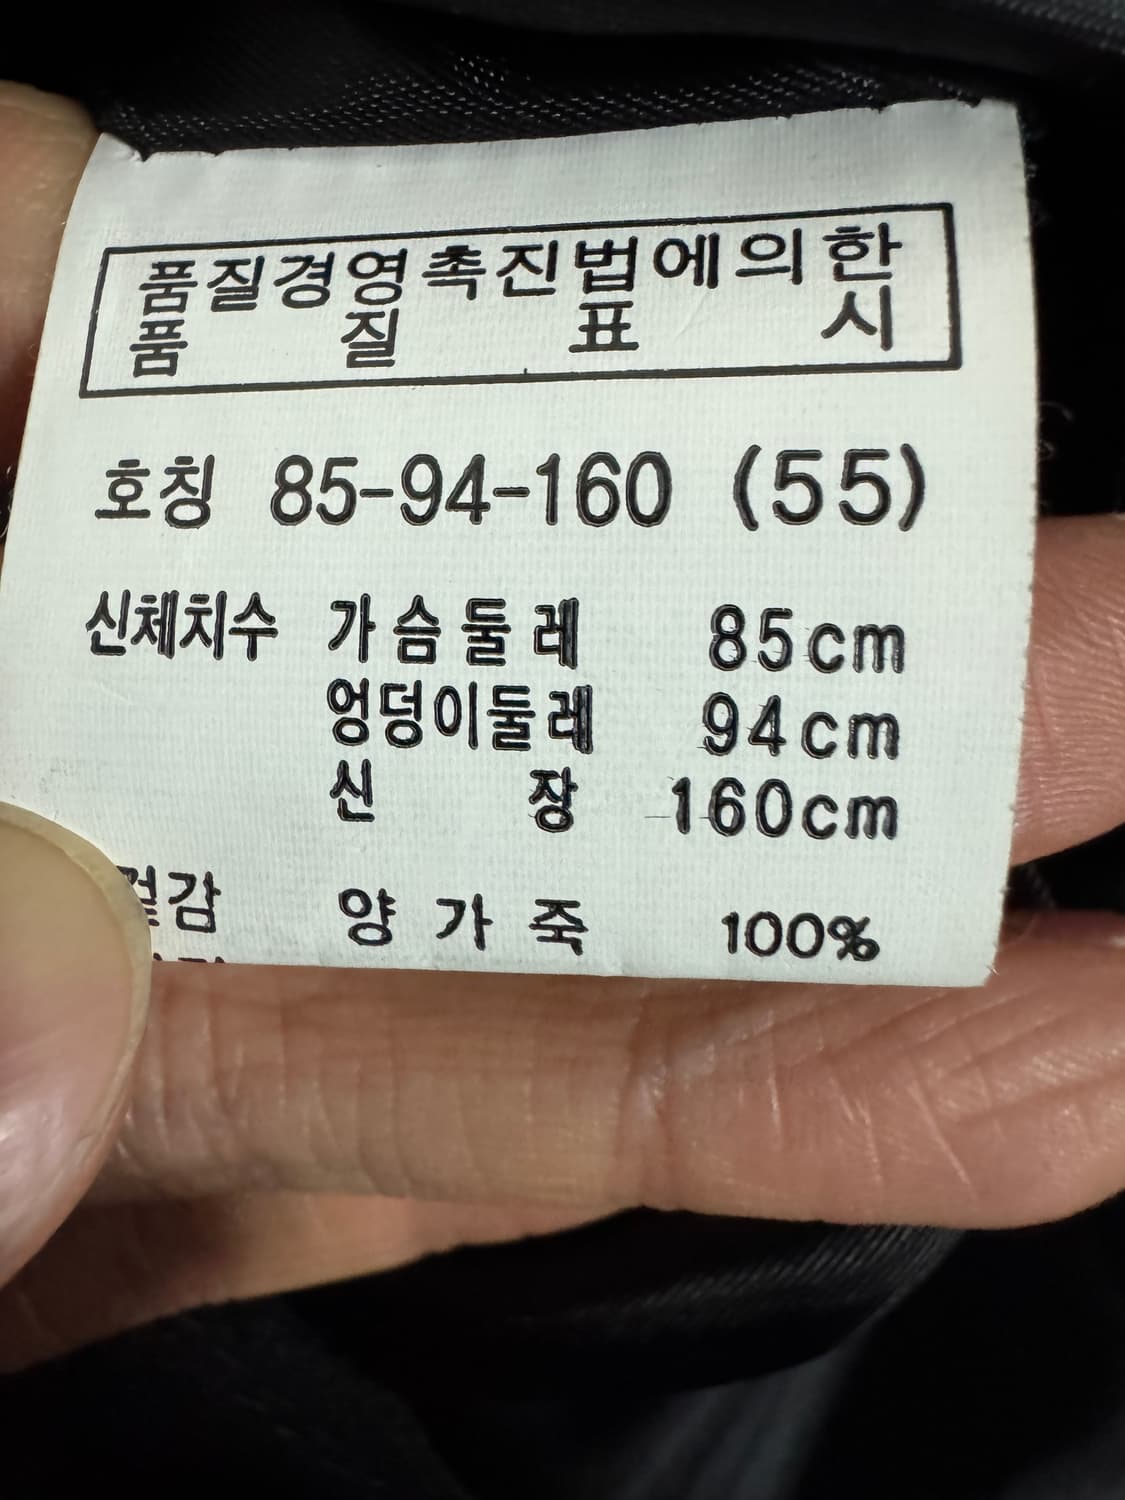 품질경영촉진법에의한
품 질 표 시
호칭 85-94-160 (55)
신체치수 가슴둘레 85cm
엉덩이둘레 94cm
신 장 160cm
겉감 양가죽 100%